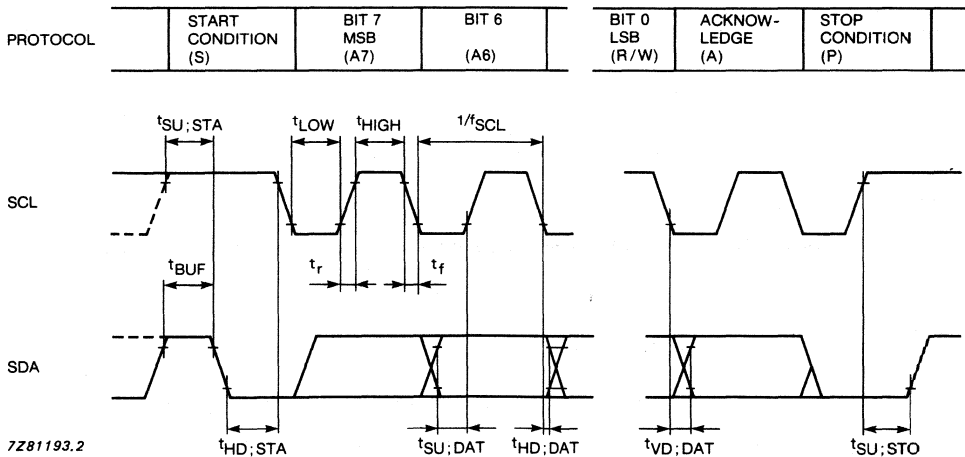 PROTOCOL
START CONDITION (S)
BIT 7 MSB (A7)
BIT 6 (A6)
BIT 0 LSB (R/W)
ACKNOW-LEDGE (A)
STOP CONDITION (P)
tSU;STA
tLOW
tHIGH
1/fSCL
SCL
tBUF
tr
tf
SDA
7Z81193.2
tHD;STA
tSU;DAT
tHD;DAT
tVD;DAT
tSU;STO